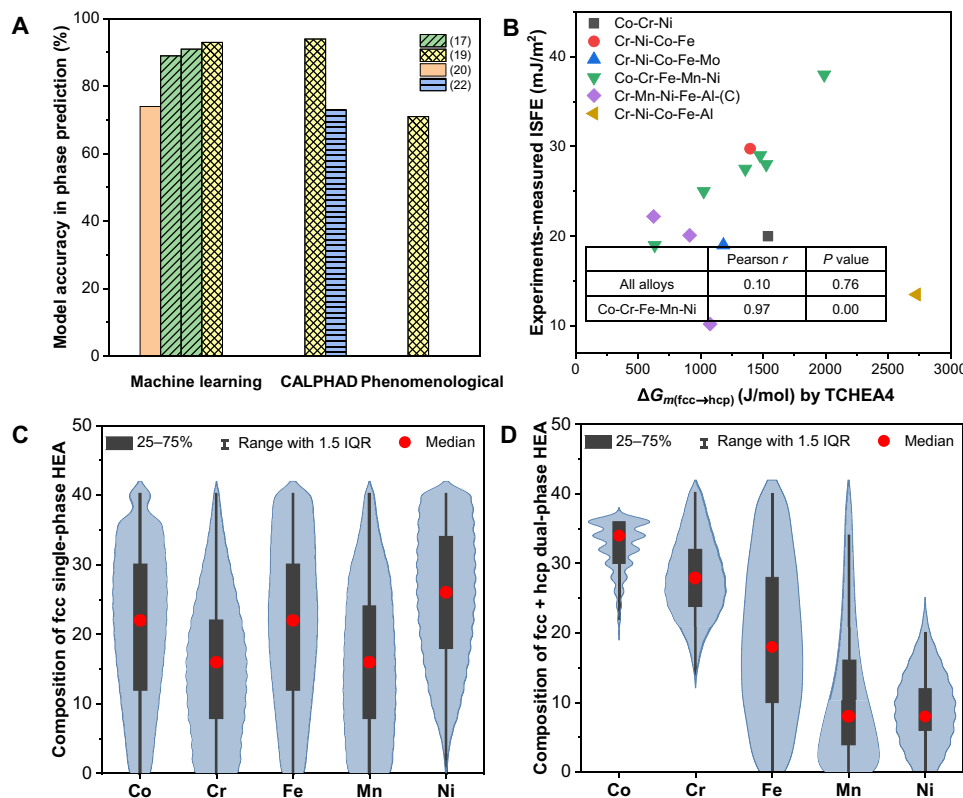 A
Model accuracy in phase prediction (%)
100
80
60
40
20
0
(17)
(19)
(20)
(22)
Machine learning
CALPHAD
Phenomenological
B
Experiments-measured ISFE (mJ/m²)
40
30
20
10
Co-Cr-Ni
Cr-Ni-Co-Fe
Cr-Ni-Co-Fe-Mo
Co-Cr-Fe-Mn-Ni
Cr-Mn-Ni-Fe-Al-(C)
Cr-Ni-Co-Fe-Al
Pearson r P value
All alloys 0.10 0.76
Co-Cr-Fe-Mn-Ni 0.97 0.00
0 500 1000 1500 2000 2500 3000
ΔGm(fcc→hcp) (J/mol) by TCHEA4
C
Composition of fcc single-phase HEA
50
40
30
20
10
0
25–75%
Range with 1.5 IQR
Median
Co Cr Fe Mn Ni
D
Composition of fcc + hcp dual-phase HEA
50
40
30
20
10
0
25–75%
Range with 1.5 IQR
Median
Co Cr Fe Mn Ni